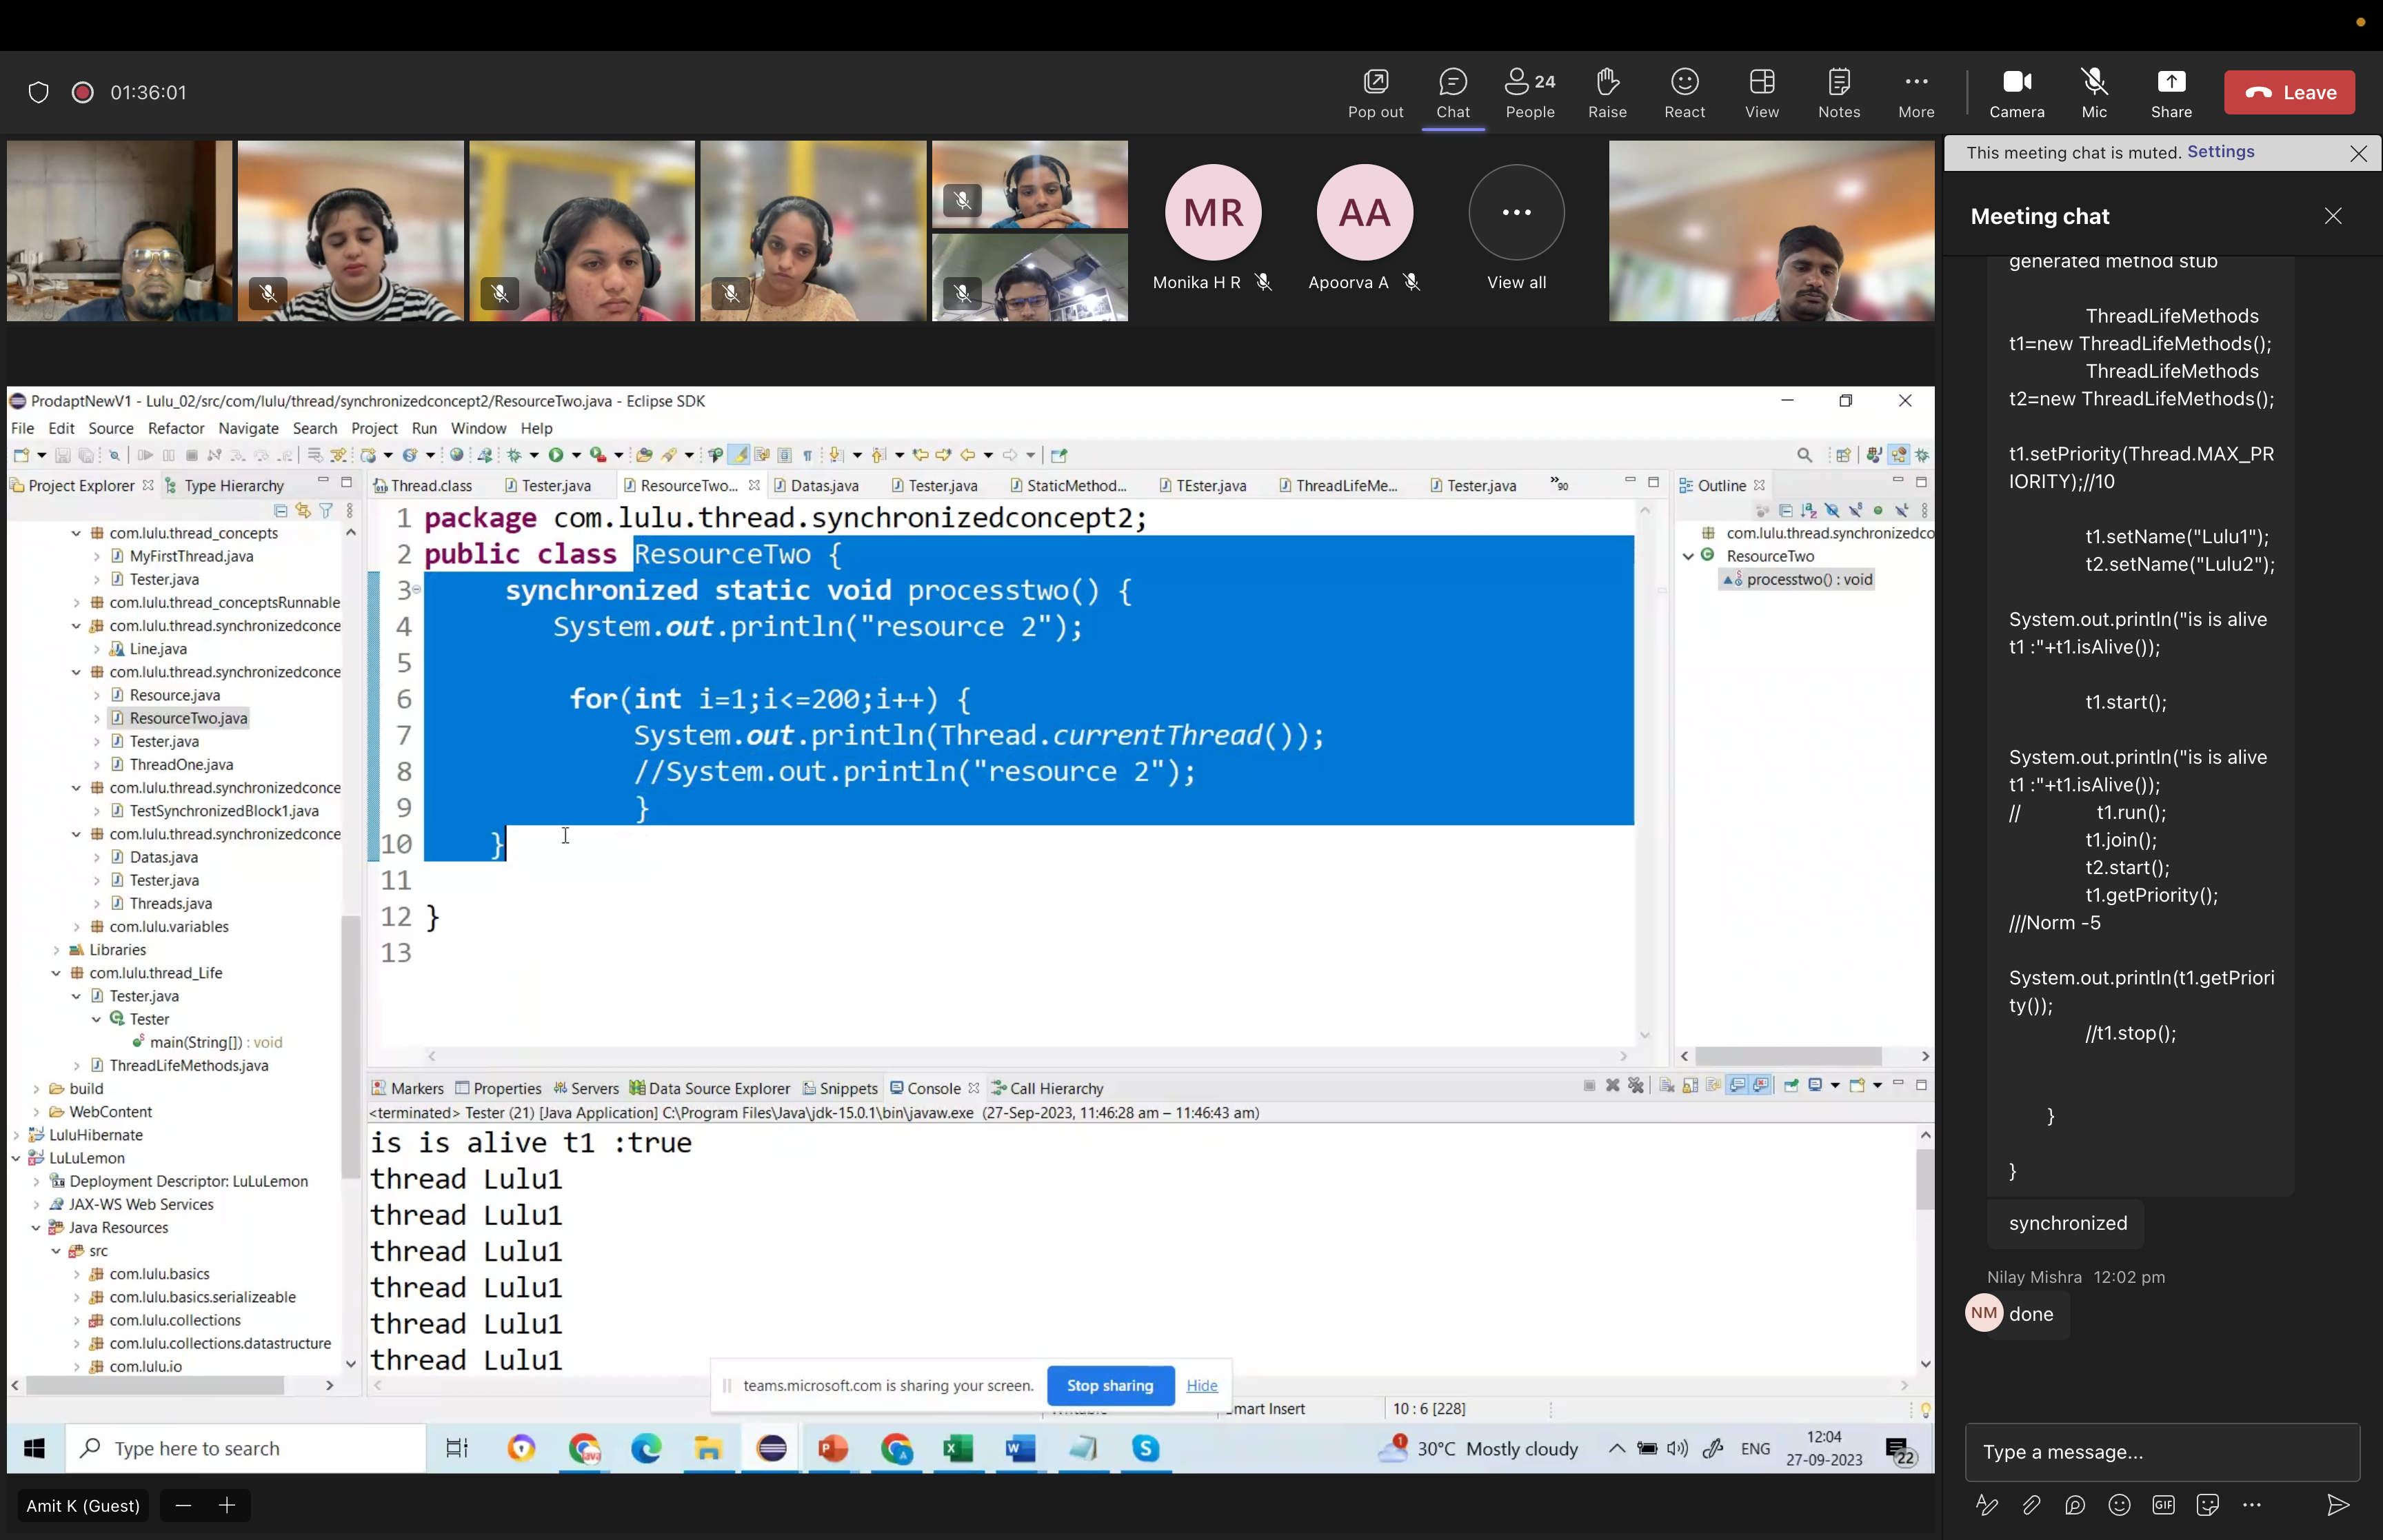 01:36:01
Pop out
Chat
24
People
Raise
React
View
Notes
More
Camera
Mic
Share
Leave
MR
Monika H R
AA
Apoorva A
View all
ProdaptNewV1 - Lulu_02/src/com/lulu/thread/synchronizedconcept2/ResourceTwo.java - Eclipse SDK
File Edit Source Refactor Navigate Search Project Run Window Help
Project Explorer
Type Hierarchy
com.lulu.thread_concepts
MyFirstThread.java
Tester.java
com.lulu.thread_conceptsRunnable
com.lulu.thread.synchronizedconce
Line.java
com.lulu.thread.synchronizedconce
Resource.java
ResourceTwo.java
Tester.java
ThreadOne.java
com.lulu.thread.synchronizedconce
TestSynchronizedBlock1.java
com.lulu.thread.synchronizedconce
Datas.java
Tester.java
Threads.java
com.lulu.variables
Libraries
com.lulu.thread_Life
Tester.java
Tester
main(String[]) : void
ThreadLifeMethods.java
build
WebContent
LuluHibernate
LuLuLemon
Deployment Descriptor: LuLuLemon
JAX-WS Web Services
Java Resources
src
com.lulu.basics
com.lulu.basics.serializeable
com.lulu.collections
com.lulu.collections.datastructure
com.lulu.io
Thread.class
Tester.java
ResourceTwo...
Datas.java
Tester.java
StaticMethod...
TEster.java
ThreadLifeMe...
Tester.java
»90
1 package com.lulu.thread.synchronizedconcept2;
2 public class ResourceTwo {
3 synchronized static void processtwo() {
4 System.out.println("resource 2");
5
6 for(int i=1;i<=200;i++) {
7 System.out.println(Thread.currentThread());
8 //System.out.println("resource 2");
9 }
10 }
11
12 }
13
Outline
com.lulu.thread.synchronizedco
ResourceTwo
processtwo() : void
Markers
Properties
Servers
Data Source Explorer
Snippets
Console
Call Hierarchy
<terminated> Tester (21) [Java Application] C:\Program Files\Java\jdk-15.0.1\bin\javaw.exe (27-Sep-2023, 11:46:28 am – 11:46:43 am)
is is alive t1 :true
thread Lulu1
thread Lulu1
thread Lulu1
thread Lulu1
thread Lulu1
thread Lulu1
teams.microsoft.com is sharing your screen.
Stop sharing
Hide
mart Insert
10 : 6 [228]
Type here to search
30°C Mostly cloudy
ENG
12:04
27-09-2023
22
Amit K (Guest)
This meeting chat is muted. Settings
Meeting chat
generated method stub
ThreadLifeMethods
t1=new ThreadLifeMethods();
ThreadLifeMethods
t2=new ThreadLifeMethods();
t1.setPriority(Thread.MAX_PR
IORITY);//10
t1.setName("Lulu1");
t2.setName("Lulu2");
System.out.println("is is alive
t1 :"+t1.isAlive());
t1.start();
System.out.println("is is alive
t1 :"+t1.isAlive());
// t1.run();
t1.join();
t2.start();
t1.getPriority();
///Norm -5
System.out.println(t1.getPriori
ty());
//t1.stop();
}
}
synchronized
Nilay Mishra 12:02 pm
NM
done
Type a message...
GIF